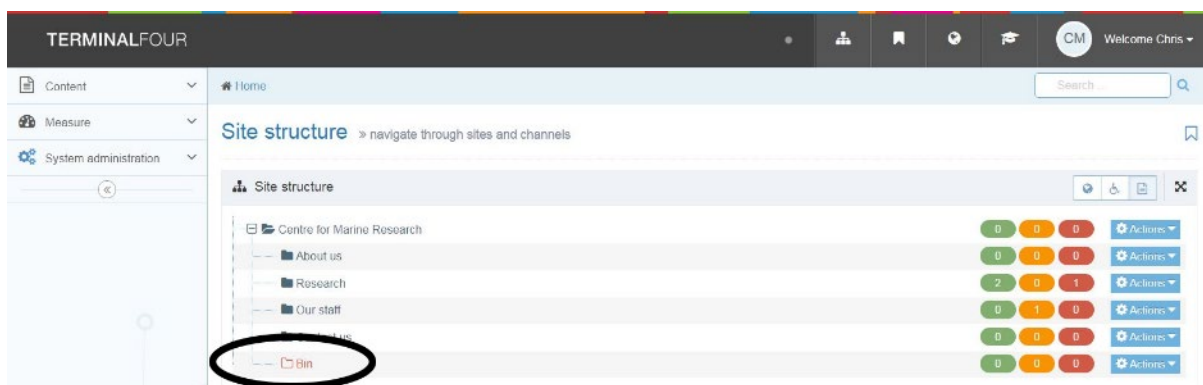 TERMINALFOUR
CM Welcome Chris
Content
Home
Search ...
Measure
Site structure » navigate through sites and channels
System administration
Site structure
Centre for Marine Research 0 0 0 Actions
About us 0 0 0 Actions
Research 2 0 1 Actions
Our staff 0 1 0 Actions
us 0 0 0 Actions
Bin 0 0 0 Actions